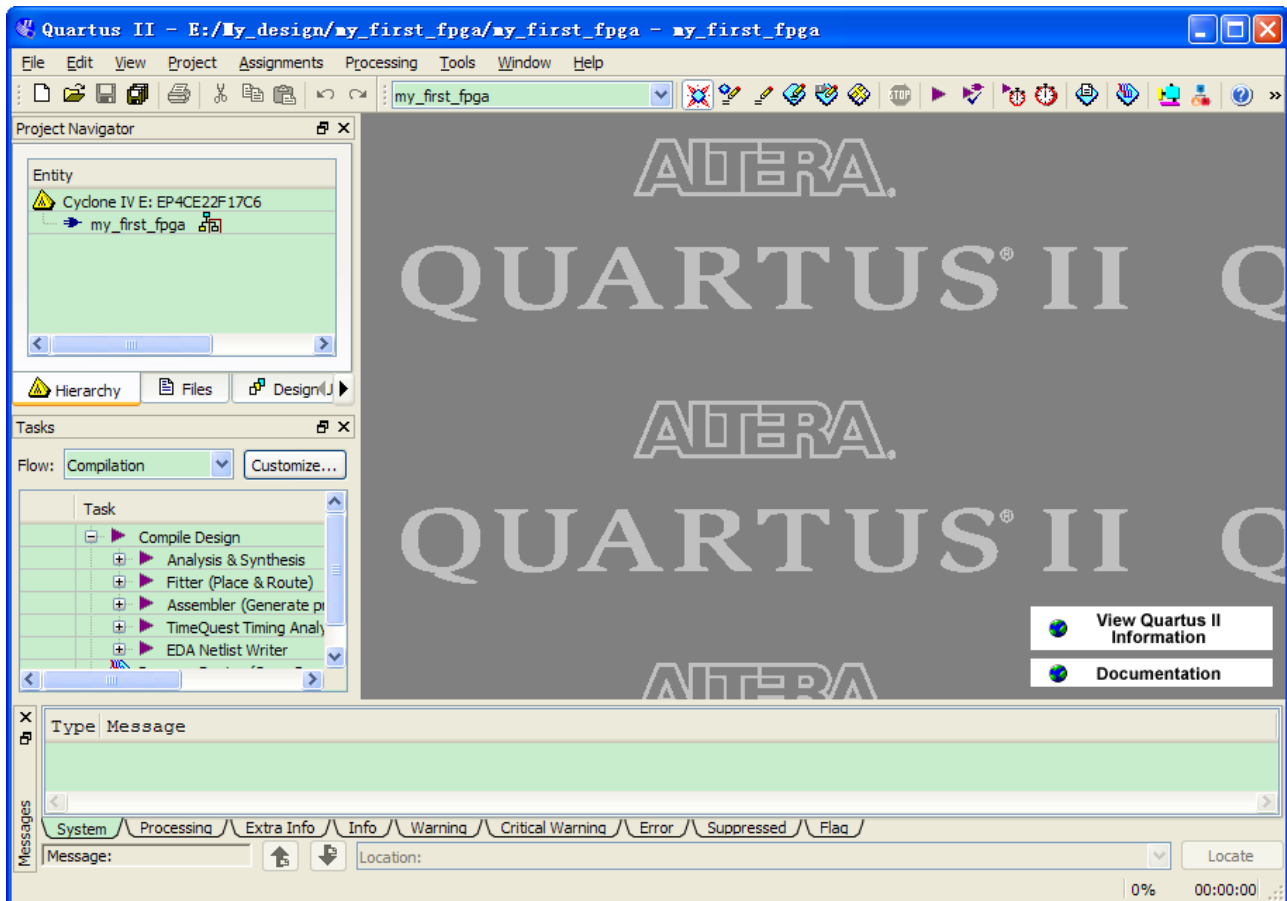 Quartus II - E:/My_design/my_first_fpga/my_first_fpga - my_first_fpga
File Edit View Project Assignments Processing Tools Window Help
my_first_fpga
STOP
Project Navigator
Entity
Cyclone IV E: EP4CE22F17C6
my_first_fpga
Hierarchy Files Design
Tasks
Flow: Compilation Customize...
Task
Compile Design
Analysis & Synthesis
Fitter (Place & Route)
Assembler (Generate pr
TimeQuest Timing Analy
EDA Netlist Writer
ALTERA®
QUARTUS® II Q
ALTERA®
QUARTUS® II Q
View Quartus II
Information
Documentation
ALTERA
Type Message
Messages
System Processing Extra Info Info Warning Critical Warning Error Suppressed Flag
Message: Location: Locate
0% 00:00:00